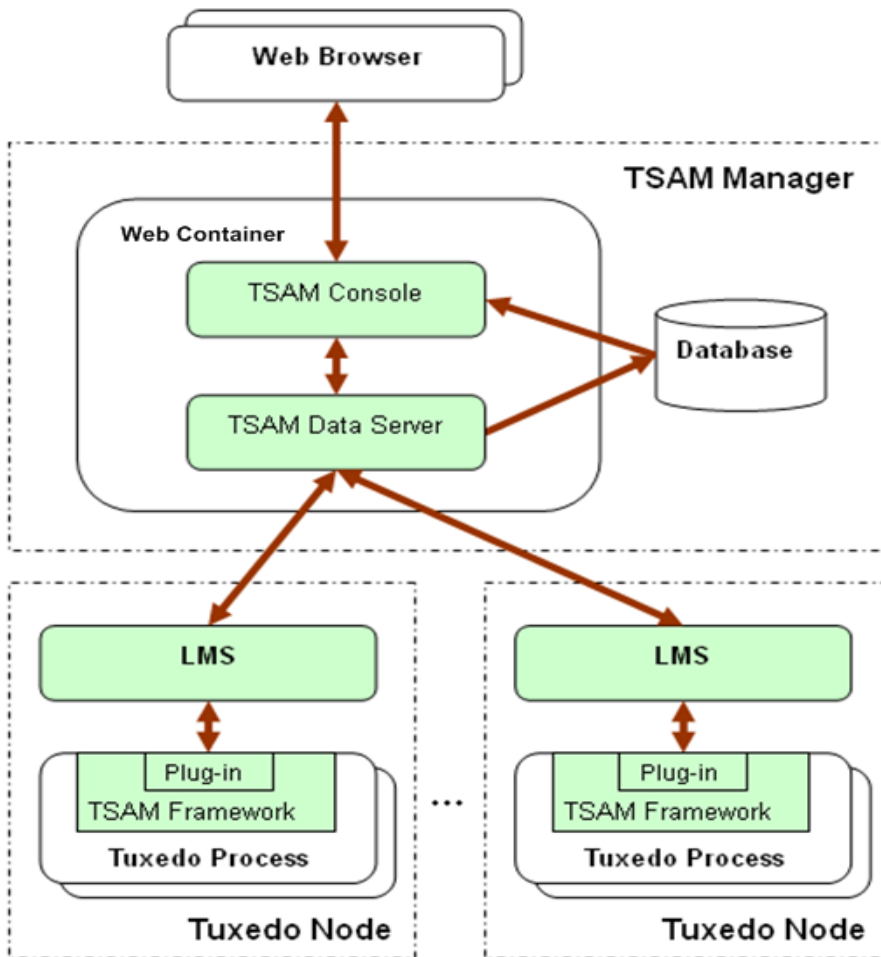 Web Browser
TSAM Manager
Web Container
TSAM Console
Database
TSAM Data Server
LMS
LMS
Plug-in
TSAM Framework
Tuxedo Process
...
Plug-in
TSAM Framework
Tuxedo Process
Tuxedo Node
Tuxedo Node